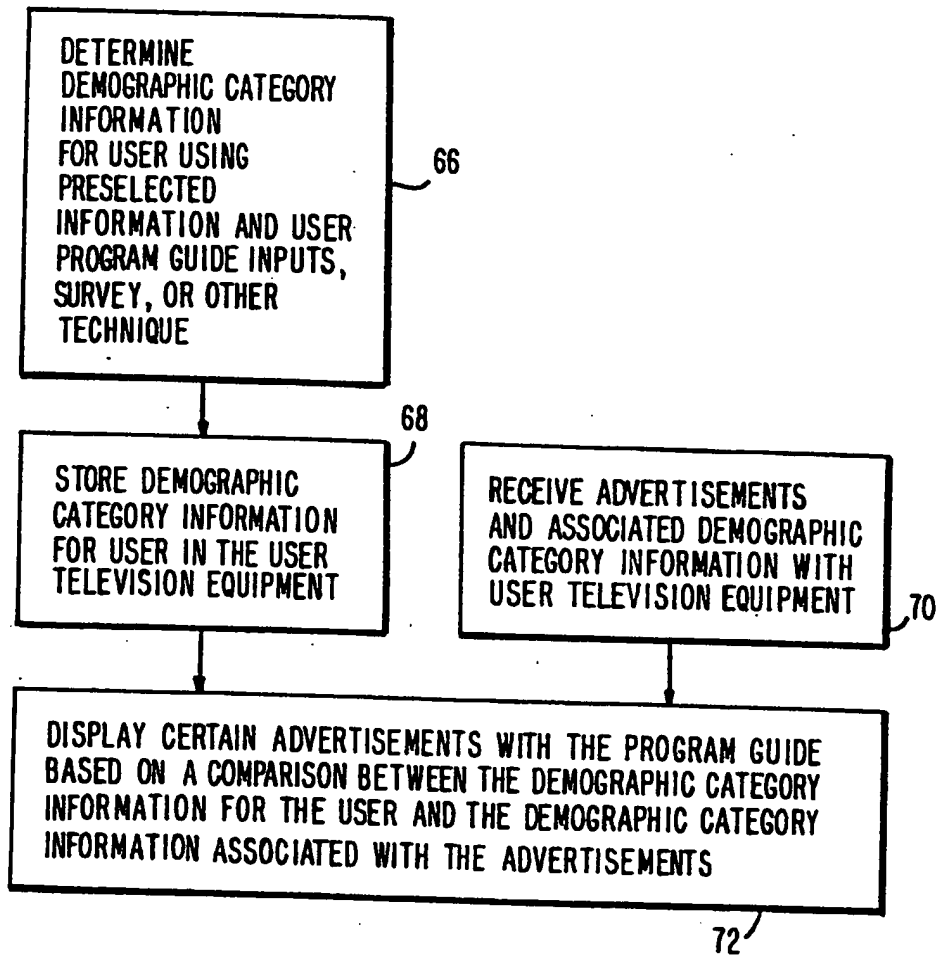 DETERMINE
DEMOGRAPHIC CATEGORY
INFORMATION
FOR USER USING
PRESELECTED
INFORMATION AND USER
PROGRAM GUIDE INPUTS,
SURVEY, OR OTHER
TECHNIQUE
66
STORE DEMOGRAPHIC
CATEGORY INFORMATION
FOR USER IN THE USER
TELEVISION EQUIPMENT
68
RECEIVE ADVERTISEMENTS
AND ASSOCIATED DEMOGRAPHIC
CATEGORY INFORMATION WITH
USER TELEVISION EQUIPMENT
70
DISPLAY CERTAIN ADVERTISEMENTS WITH THE PROGRAM GUIDE
BASED ON A COMPARISON BETWEEN THE DEMOGRAPHIC CATEGORY
INFORMATION FOR THE USER AND THE DEMOGRAPHIC CATEGORY
INFORMATION ASSOCIATED WITH THE ADVERTISEMENTS
72